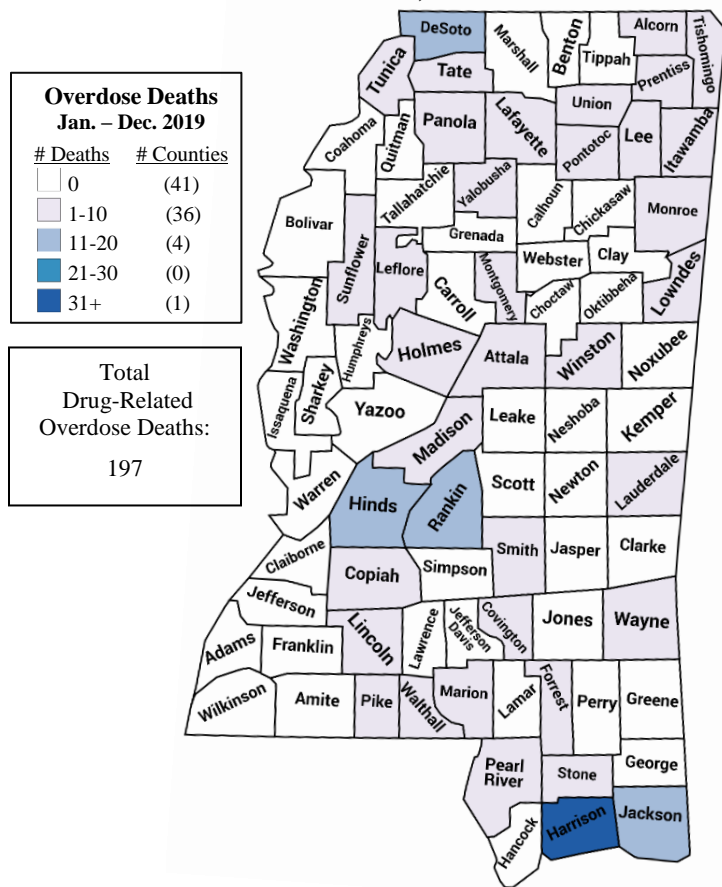 Overdose Deaths
Jan. – Dec. 2019
# Deaths # Counties
0 (41)
1-10 (36)
11-20 (4)
21-30 (0)
31+ (1)
Total
Drug-Related
Overdose Deaths:
197
DeSoto
Marshall
Benton
Tippah
Alcorn
Tishomingo
Prentiss
Tunica
Tate
Union
Panola
Lafayette
Pontotoc
Lee
Itawamba
Coahoma
Quitman
Tallahatchie
Yalobusha
Calhoun
Chickasaw
Monroe
Bolivar
Sunflower
Leflore
Grenada
Webster
Clay
Carroll
Montgomery
Choctaw
Oktibbeha
Lowndes
Washington
Humphreys
Holmes
Attala
Winston
Noxubee
Issaquena
Sharkey
Yazoo
Madison
Leake
Neshoba
Kemper
Warren
Hinds
Rankin
Scott
Newton
Lauderdale
Claiborne
Copiah
Simpson
Smith
Jasper
Clarke
Jefferson
Lincoln
Lawrence
Jefferson
Davis
Covington
Jones
Wayne
Adams
Franklin
Wilkinson
Amite
Pike
Walthall
Marion
Lamar
Forrest
Perry
Greene
Pearl
River
Stone
George
Hancock
Harrison
Jackson